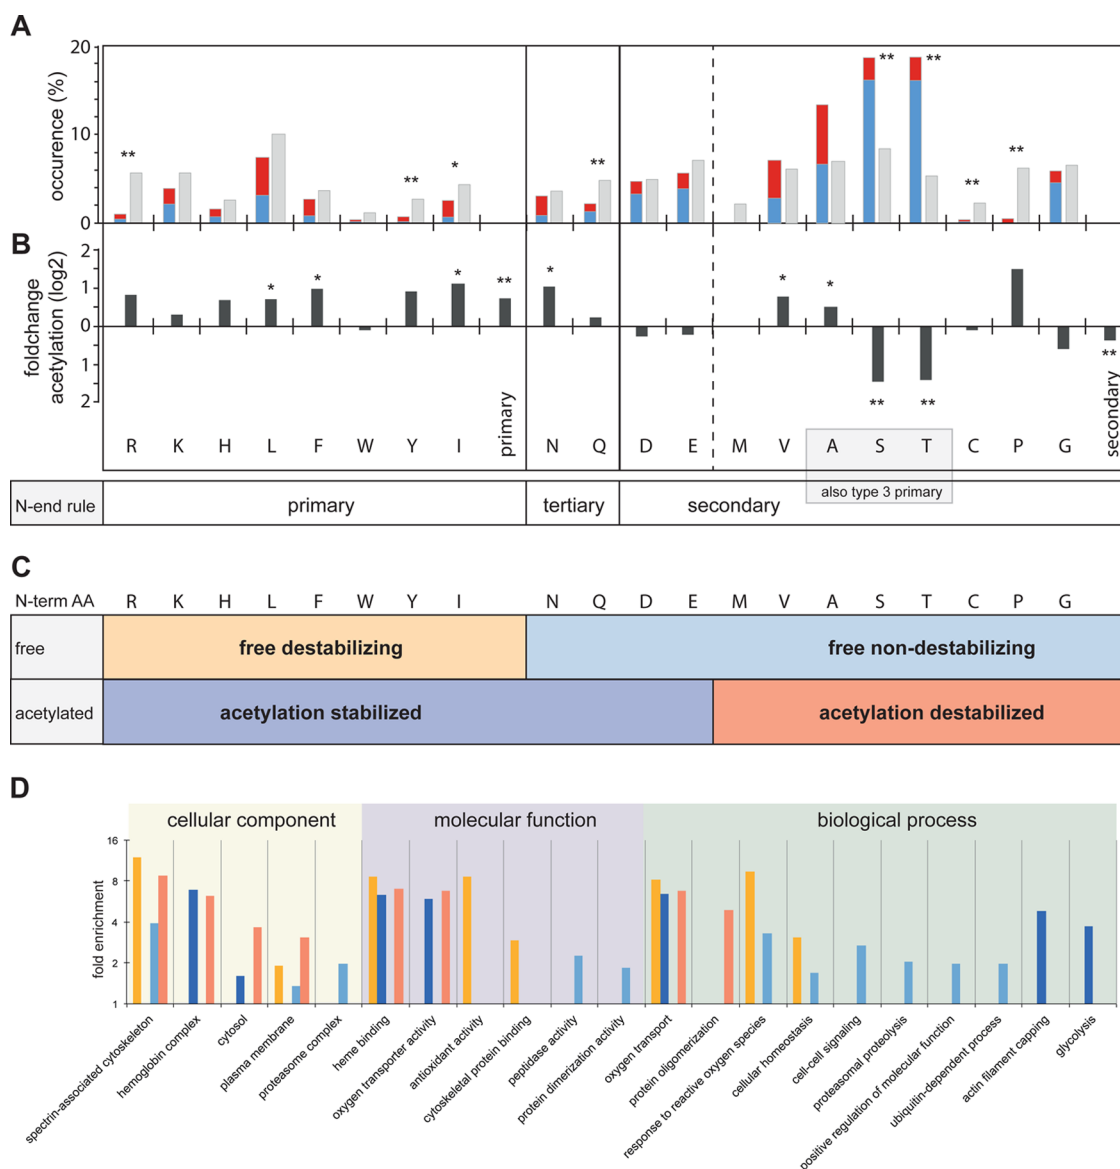 A
20
occurence (%)
10
0
** ** * ** ** ** ** **
B
2
1
0
1
2
foldchange
acetylation (log2)
* * * ** * * * ** ** **
R K H L F W Y I primary N Q D E M V A S T C P G secondary
N-end rule primary tertiary secondary also type 3 primary
C
N-term AA R K H L F W Y I N Q D E M V A S T C P G
free free destabilizing free non-destabilizing
acetylated acetylation stabilized acetylation destabilized
D
cellular component molecular function biological process
16
8
4
2
1
fold enrichment
spectrin-associated cytoskeleton
hemoglobin complex
cytosol
plasma membrane
proteasome complex
heme binding
oxygen transporter activity
antioxidant activity
cytoskeletal protein binding
peptidase activity
protein dimerization activity
oxygen transport
protein oligomerization
response to reactive oxygen species
cellular homeostasis
cell-cell signaling
proteasomal proteolysis
positive regulation of molecular function
ubiquitin-dependent process
actin filament capping
glycolysis